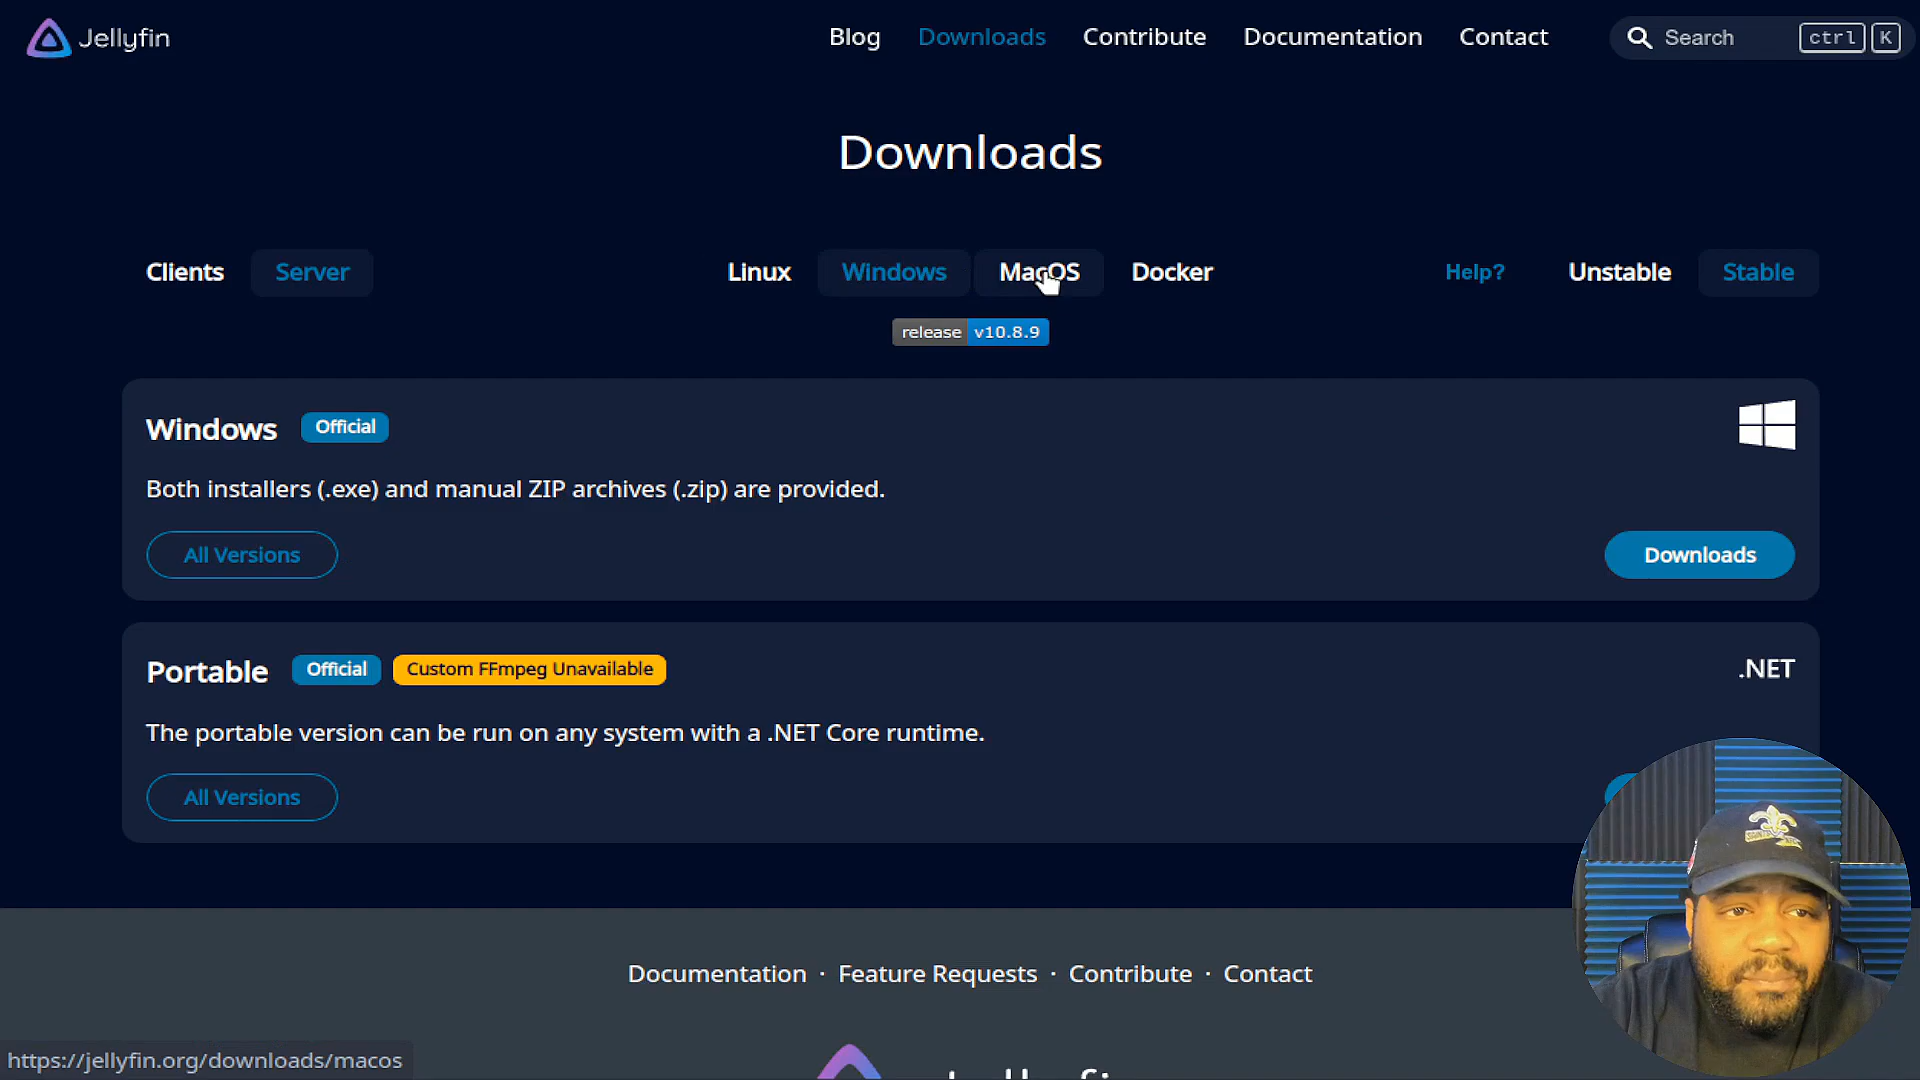 Jellyfin
Blog Downloads Contribute Documentation Contact Search ctrl K
Downloads
Clients Server Linux Windows MacOS Docker Help? Unstable Stable
release v10.8.9
Windows Official
Both installers (.exe) and manual ZIP archives (.zip) are provided.
All Versions Downloads
Portable Official Custom FFmpeg Unavailable .NET
The portable version can be run on any system with a .NET Core runtime.
All Versions
Documentation · Feature Requests · Contribute · Contact
https://jellyfin.org/downloads/macos